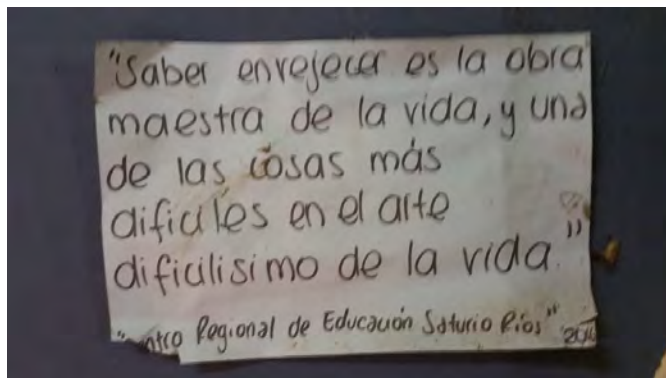 "Saber envejecer es la obra
maestra de la vida, y una
de las cosas más
dificiles en el arte
dificilisimo de la vida."
Regional de Educación Saturio Ríos"